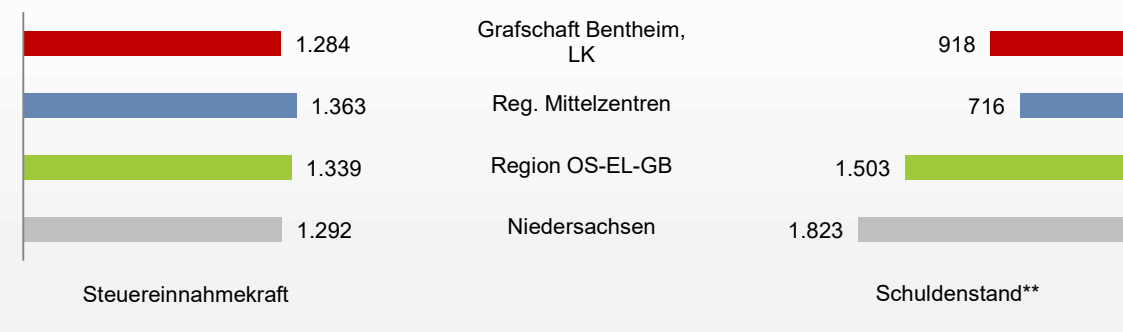 1.284
Grafschaft Bentheim,
LK
918
1.363
Reg. Mittelzentren
716
1.339
Region OS-EL-GB
1.503
1.292
Niedersachsen
1.823
Steuereinnahmekraft
Schuldenstand**